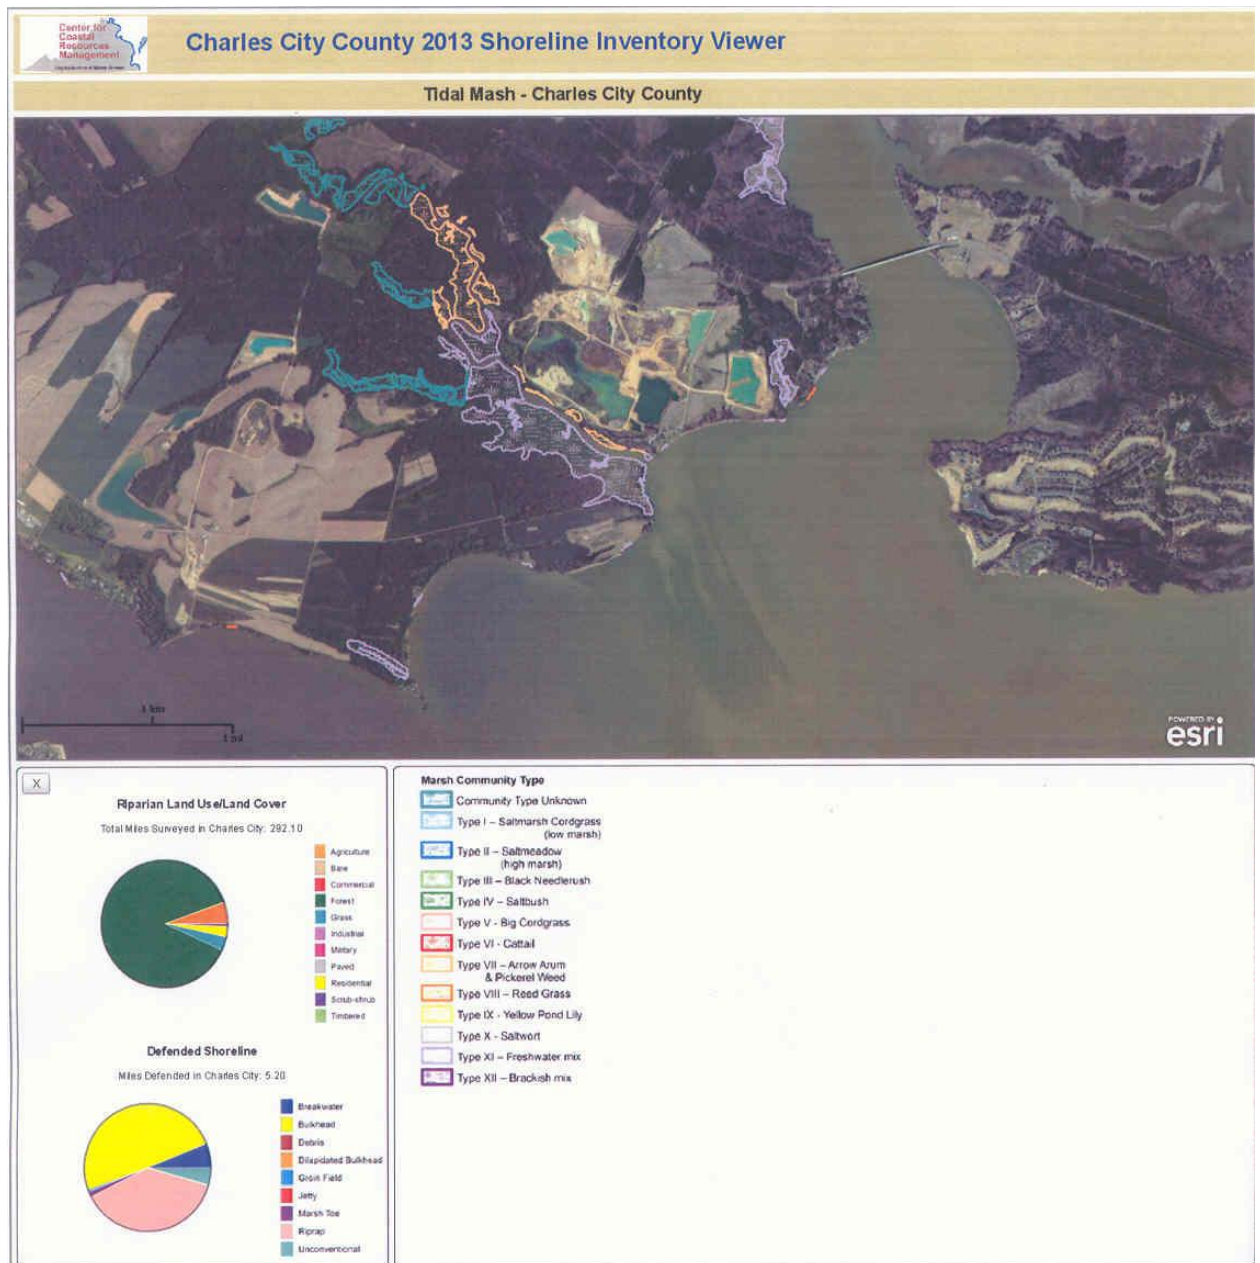 Center for
Coastal
Resources
Management
Charles City County 2013 Shoreline Inventory Viewer
Tidal Mash - Charles City County
1 km
1 mi
POWERED BY
esri
X
Riparian Land Use/Land Cover
Total Miles Surveyed in Charles City: 292.10
Agriculture
Bare
Commercial
Forest
Grass
Industrial
Military
Paved
Residential
Scrub-shrub
Timbered
Defended Shoreline
Miles Defended in Charles City: 5.20
Breakwater
Bulkhead
Debris
Dilapidated Bulkhead
Groin Field
Jetty
Marsh Toe
Riprap
Unconventional
Marsh Community Type
Community Type Unknown
Type I – Saltmarsh Cordgrass
(low marsh)
Type II – Saltmeadow
(high marsh)
Type III – Black Needlerush
Type IV – Saltbush
Type V - Big Cordgrass
Type VI - Cattail
Type VII – Arrow Arum
& Pickerel Weed
Type VIII – Reed Grass
Type IX - Yellow Pond Lily
Type X - Saltwort
Type XI – Freshwater mix
Type XII – Brackish mix